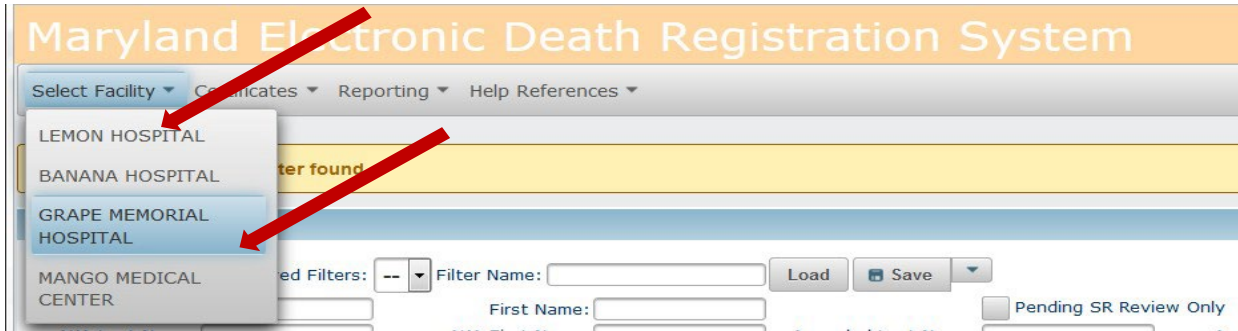 Maryland Electronic Death Registration System
Select Facility Certificates Reporting Help References
LEMON HOSPITAL
BANANA HOSPITAL
ter found
GRAPE MEMORIAL
HOSPITAL
MANGO MEDICAL
CENTER
ed Filters: -- Filter Name: Load Save
First Name: Pending SR Review Only